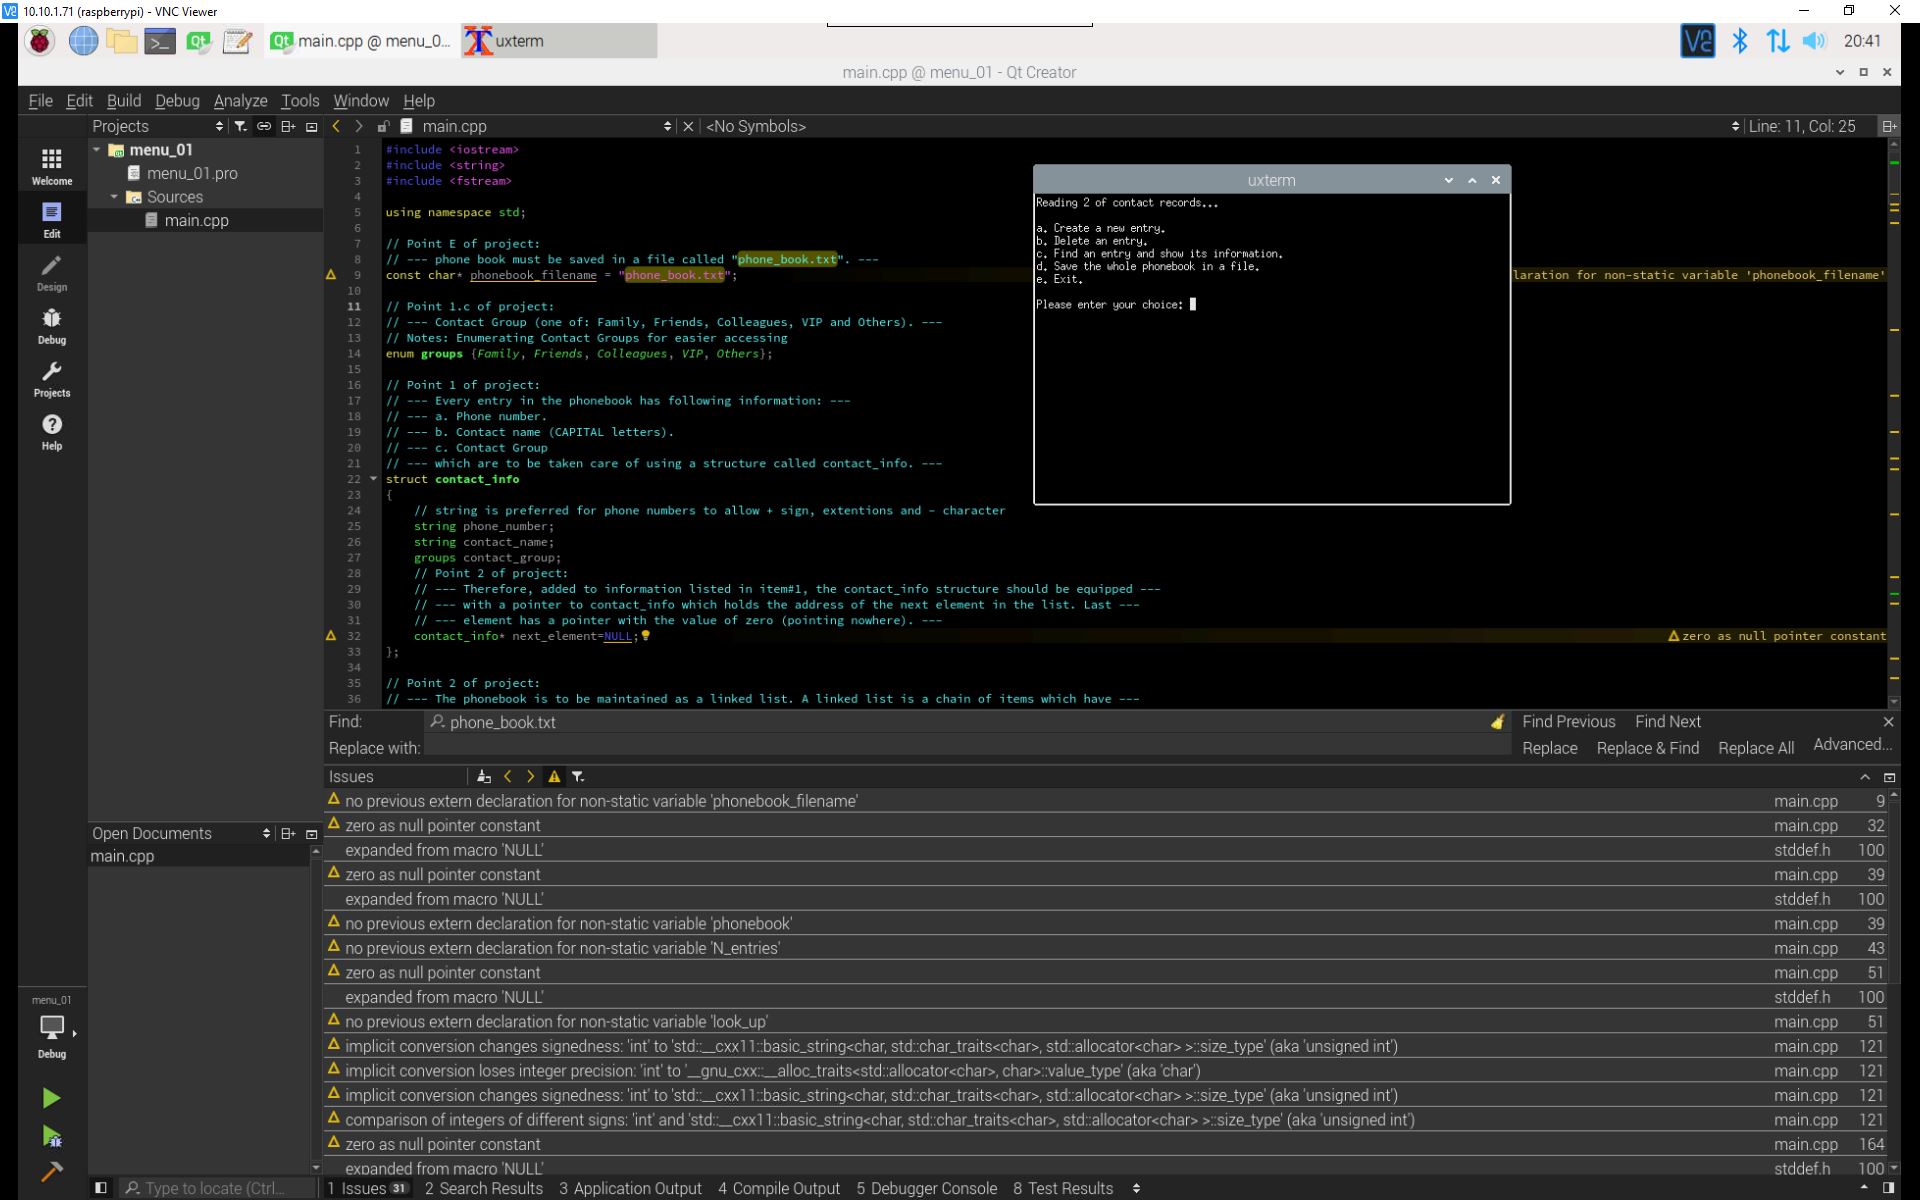 10.10.1.71 (raspberrypi) - VNC Viewer
main.cpp @ menu_0...
uxterm
20:41
main.cpp @ menu_01 - Qt Creator
File Edit Build Debug Analyze Tools Window Help
Projects
main.cpp
<No Symbols>
Line: 11, Col: 25
Welcome
Edit
Design
Debug
Projects
Help
menu_01
menu_01.pro
Sources
main.cpp
1 #include <iostream>
2 #include <string>
3 #include <fstream>
4
5 using namespace std;
6
7 // Point E of project:
8 // --- phone book must be saved in a file called "phone_book.txt". ---
9 const char* phonebook_filename = "phone_book.txt";
laration for non-static variable 'phonebook_filename'
10
11 // Point 1.c of project:
12 // --- Contact Group (one of: Family, Friends, Colleagues, VIP and Others). ---
13 // Notes: Enumerating Contact Groups for easier accessing
14 enum groups {Family, Friends, Colleagues, VIP, Others};
15
16 // Point 1 of project:
17 // --- Every entry in the phonebook has following information: ---
18 // --- a. Phone number.
19 // --- b. Contact name (CAPITAL letters).
20 // --- c. Contact Group
21 // --- which are to be taken care of using a structure called contact_info. ---
22 struct contact_info
23 {
24 // string is preferred for phone numbers to allow + sign, extentions and - character
25 string phone_number;
26 string contact_name;
27 groups contact_group;
28 // Point 2 of project:
29 // --- Therefore, added to information listed in item#1, the contact_info structure should be equipped ---
30 // --- with a pointer to contact_info which holds the address of the next element in the list. Last ---
31 // --- element has a pointer with the value of zero (pointing nowhere). ---
32 contact_info* next_element=NULL;
zero as null pointer constant
33 };
34
35 // Point 2 of project:
36 // --- The phonebook is to be maintained as a linked list. A linked list is a chain of items which have ---
uxterm
Reading 2 of contact records...
a. Create a new entry.
b. Delete an entry.
c. Find an entry and show its information.
d. Save the whole phonebook in a file.
e. Exit.
Please enter your choice:
Find: phone_book.txt
Find Previous Find Next
Replace with:
Replace Replace & Find Replace All Advanced...
Issues
no previous extern declaration for non-static variable 'phonebook_filename' main.cpp 9
zero as null pointer constant main.cpp 32
expanded from macro 'NULL' stddef.h 100
zero as null pointer constant main.cpp 39
expanded from macro 'NULL' stddef.h 100
no previous extern declaration for non-static variable 'phonebook' main.cpp 39
no previous extern declaration for non-static variable 'N_entries' main.cpp 43
zero as null pointer constant main.cpp 51
expanded from macro 'NULL' stddef.h 100
no previous extern declaration for non-static variable 'look_up' main.cpp 51
implicit conversion changes signedness: 'int' to 'std::__cxx11::basic_string<char, std::char_traits<char>, std::allocator<char> >::size_type' (aka 'unsigned int') main.cpp 121
implicit conversion loses integer precision: 'int' to '__gnu_cxx::__alloc_traits<std::allocator<char>, char>::value_type' (aka 'char') main.cpp 121
implicit conversion changes signedness: 'int' to 'std::__cxx11::basic_string<char, std::char_traits<char>, std::allocator<char> >::size_type' (aka 'unsigned int') main.cpp 121
comparison of integers of different signs: 'int' and 'std::__cxx11::basic_string<char, std::char_traits<char>, std::allocator<char> >::size_type' (aka 'unsigned int') main.cpp 121
zero as null pointer constant main.cpp 164
expanded from macro 'NULL' stddef.h 100
Open Documents
main.cpp
menu_01
Debug
Type to locate (Ctrl...
1 Issues 31 2 Search Results 3 Application Output 4 Compile Output 5 Debugger Console 8 Test Results